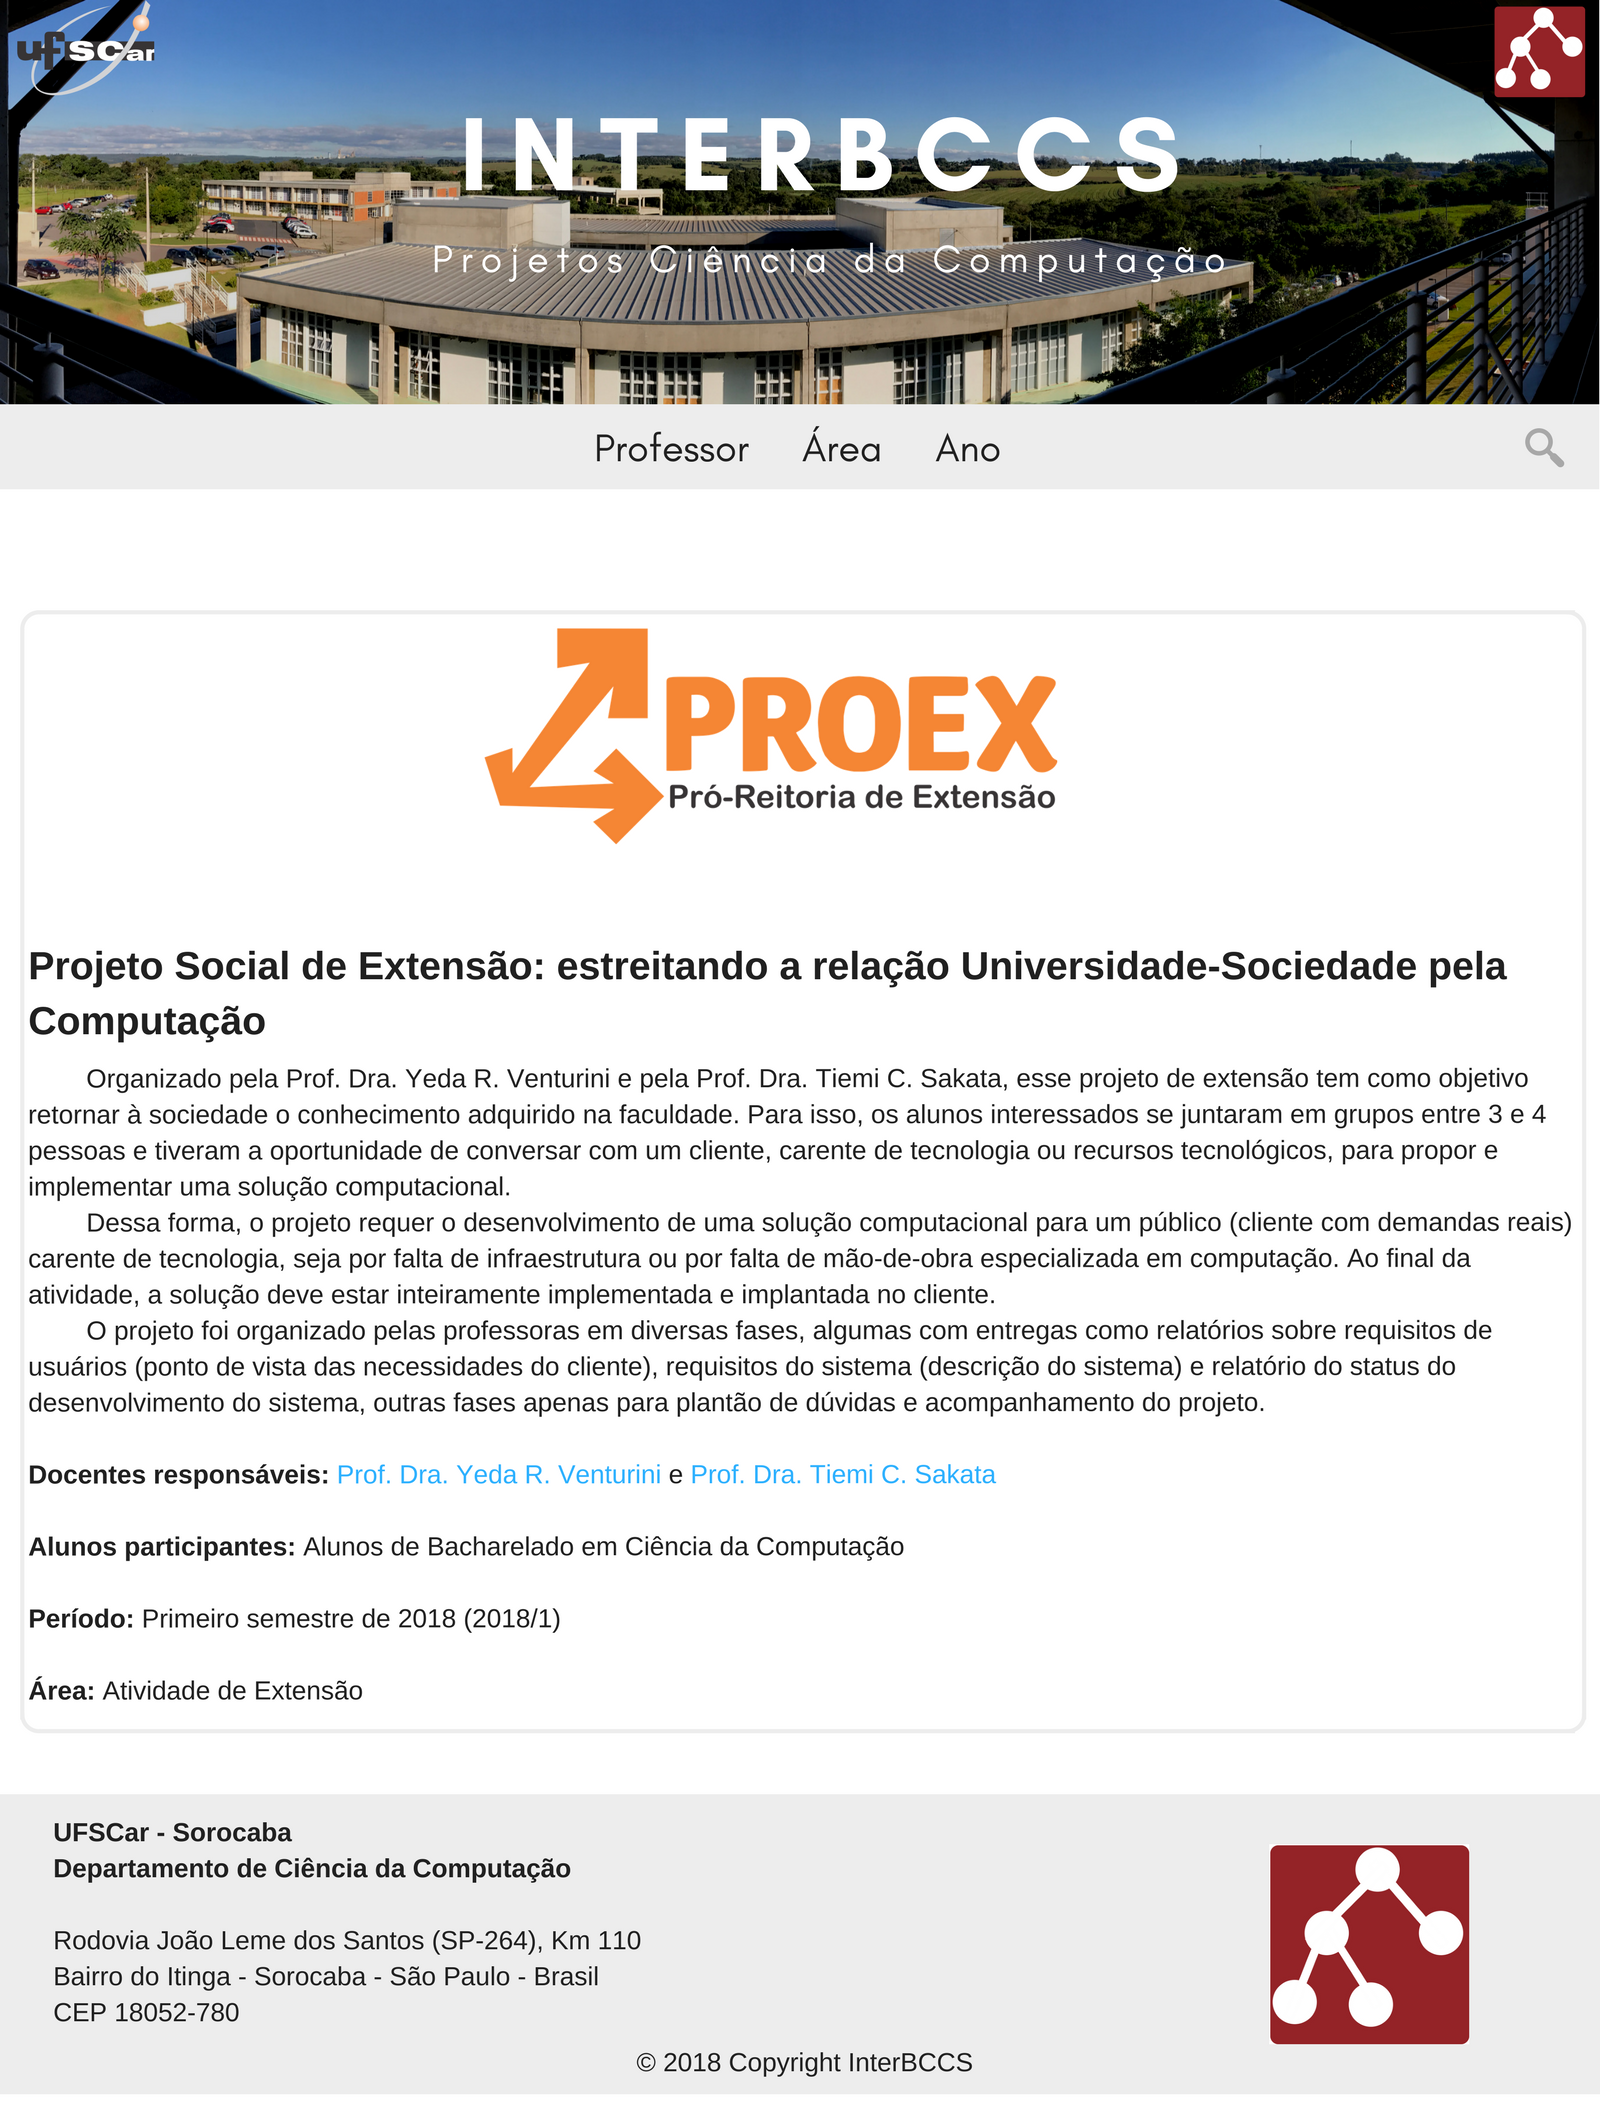 ufSCar
INTERBCCS
Projetos Ciência da Computação
Professor Área Ano
PROEX
Pró-Reitoria de Extensão
Projeto Social de Extensão: estreitando a relação Universidade-Sociedade pela
Computação
Organizado pela Prof. Dra. Yeda R. Venturini e pela Prof. Dra. Tiemi C. Sakata, esse projeto de extensão tem como objetivo
retornar à sociedade o conhecimento adquirido na faculdade. Para isso, os alunos interessados se juntaram em grupos entre 3 e 4
pessoas e tiveram a oportunidade de conversar com um cliente, carente de tecnologia ou recursos tecnológicos, para propor e
implementar uma solução computacional.
Dessa forma, o projeto requer o desenvolvimento de uma solução computacional para um público (cliente com demandas reais)
carente de tecnologia, seja por falta de infraestrutura ou por falta de mão-de-obra especializada em computação. Ao final da
atividade, a solução deve estar inteiramente implementada e implantada no cliente.
O projeto foi organizado pelas professoras em diversas fases, algumas com entregas como relatórios sobre requisitos de
usuários (ponto de vista das necessidades do cliente), requisitos do sistema (descrição do sistema) e relatório do status do
desenvolvimento do sistema, outras fases apenas para plantão de dúvidas e acompanhamento do projeto.
Docentes responsáveis: Prof. Dra. Yeda R. Venturini e Prof. Dra. Tiemi C. Sakata
Alunos participantes: Alunos de Bacharelado em Ciência da Computação
Período: Primeiro semestre de 2018 (2018/1)
Área: Atividade de Extensão
UFSCar - Sorocaba
Departamento de Ciência da Computação
Rodovia João Leme dos Santos (SP-264), Km 110
Bairro do Itinga - Sorocaba - São Paulo - Brasil
CEP 18052-780
© 2018 Copyright InterBCCS